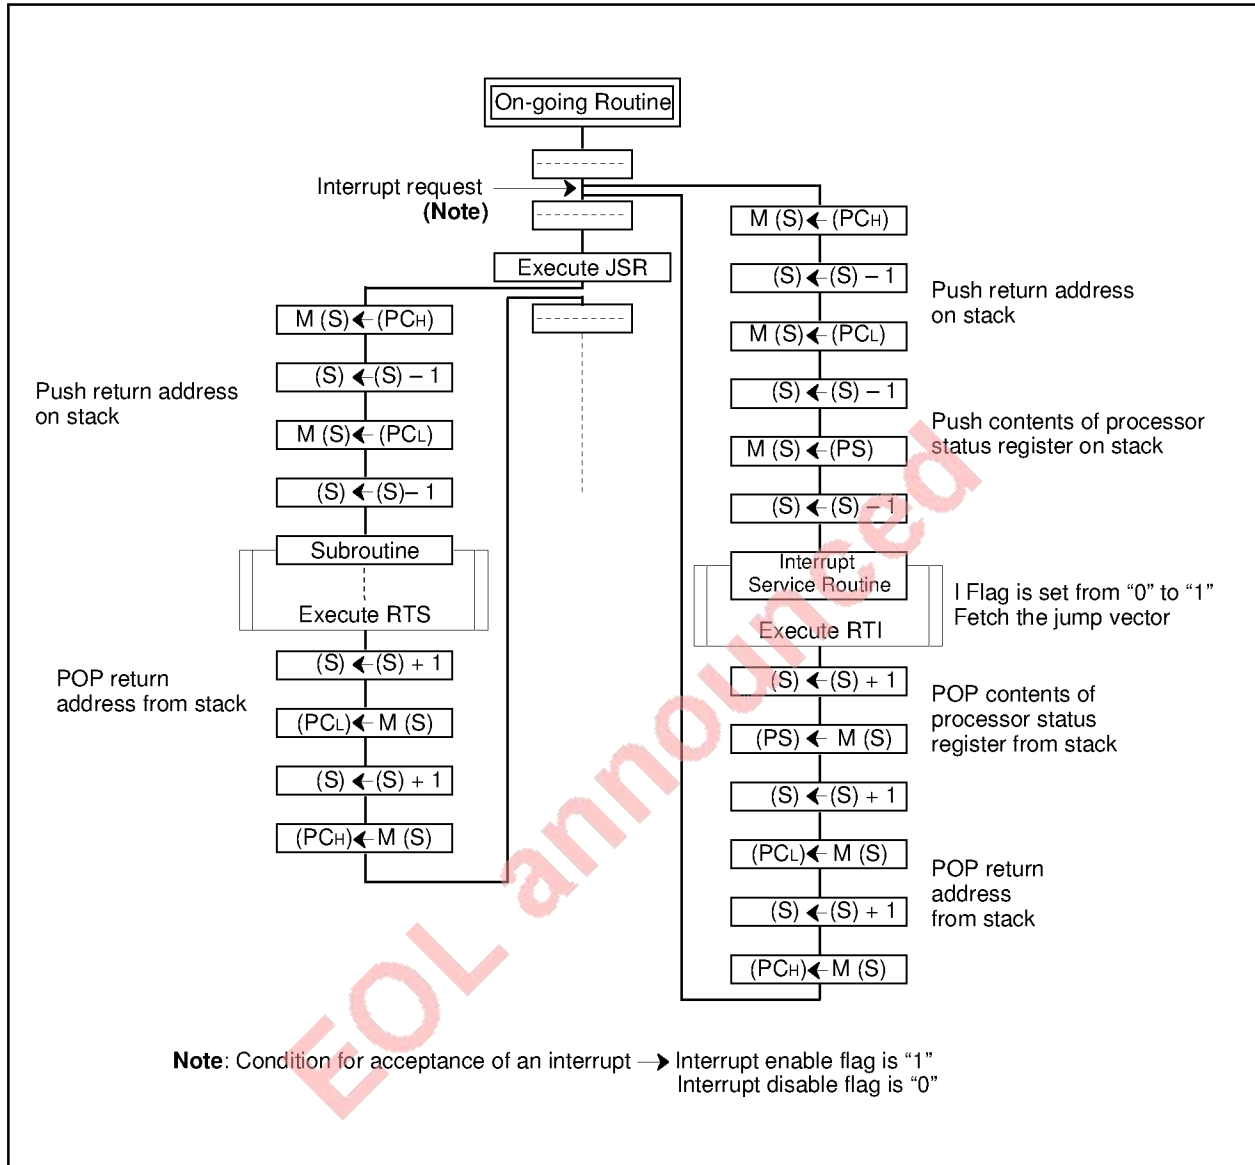 On-going Routine
Interrupt request
(Note)
Execute JSR
M (S) ← (PCH)
(S) ← (S) – 1
M (S) ← (PCL)
(S) ← (S)– 1
Push return address
on stack
Subroutine
Execute RTS
POP return
address from stack
(S) ← (S) + 1
(PCL) ← M (S)
(S) ← (S) + 1
(PCH) ← M (S)
M (S) ← (PCH)
(S) ← (S) – 1
M (S) ← (PCL)
(S) ← (S) – 1
M (S) ← (PS)
(S) ← (S) – 1
Push return address
on stack
Push contents of processor
status register on stack
Interrupt
Service Routine
Execute RTI
I Flag is set from “0” to “1”
Fetch the jump vector
(S) ← (S) + 1
(PS) ← M (S)
(S) ← (S) + 1
(PCL) ← M (S)
(S) ← (S) + 1
(PCH) ← M (S)
POP contents of
processor status
register from stack
POP return
address
from stack
EOL announced
Note: Condition for acceptance of an interrupt → Interrupt enable flag is “1”
Interrupt disable flag is “0”